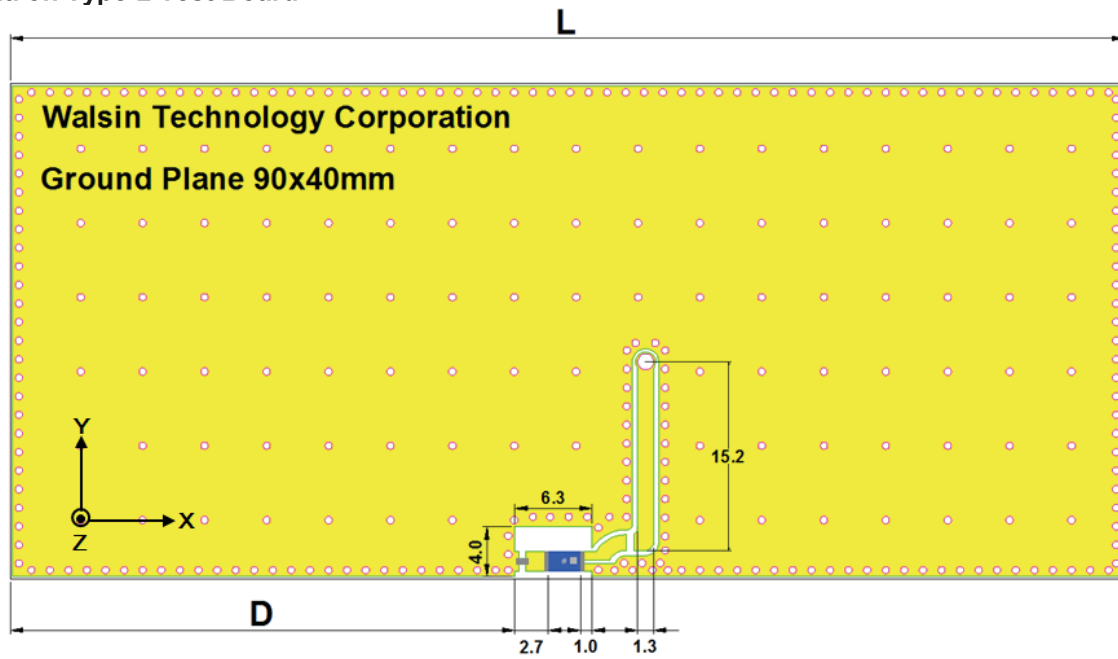 L
Walsin Technology Corporation
Ground Plane 90x40mm
Y
X
Z
15.2
6.3
4.0
D
2.7
1.0
1.3